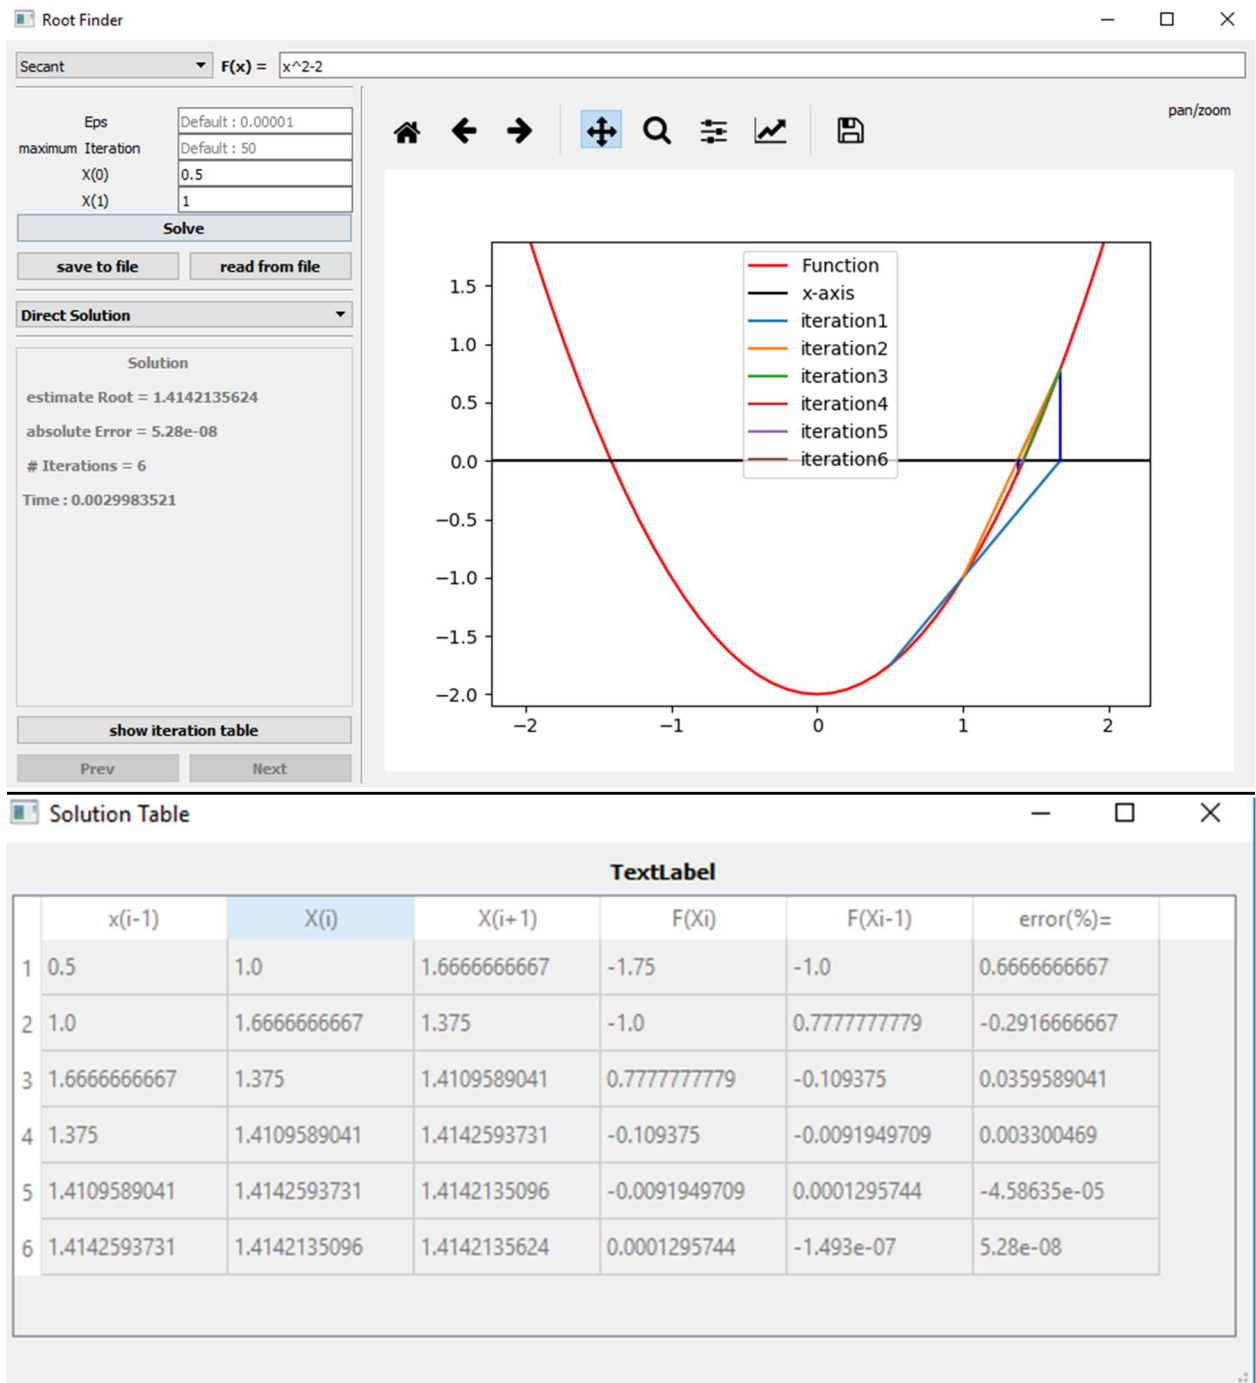 Root Finder
Secant F(x) = x^2-2
pan/zoom
Eps Default : 0.00001
maximum Iteration Default : 50
X(0) 0.5
X(1) 1
Solve
save to file read from file
Direct Solution
Solution
estimate Root = 1.4142135624
absolute Error = 5.28e-08
# Iterations = 6
Time : 0.0029983521
show iteration table
Prev Next
Function
x-axis
iteration1
iteration2
iteration3
iteration4
iteration5
iteration6
1.5
1.0
0.5
0.0
−0.5
−1.0
−1.5
−2.0
−2 −1 0 1 2
Solution Table
TextLabel
x(i-1) X(i) X(i+1) F(Xi) F(Xi-1) error(%)=
1 0.5 1.0 1.6666666667 -1.75 -1.0 0.6666666667
2 1.0 1.6666666667 1.375 -1.0 0.7777777779 -0.2916666667
3 1.6666666667 1.375 1.4109589041 0.7777777779 -0.109375 0.0359589041
4 1.375 1.4109589041 1.4142593731 -0.109375 -0.0091949709 0.003300469
5 1.4109589041 1.4142593731 1.4142135096 -0.0091949709 0.0001295744 -4.58635e-05
6 1.4142593731 1.4142135096 1.4142135624 0.0001295744 -1.493e-07 5.28e-08